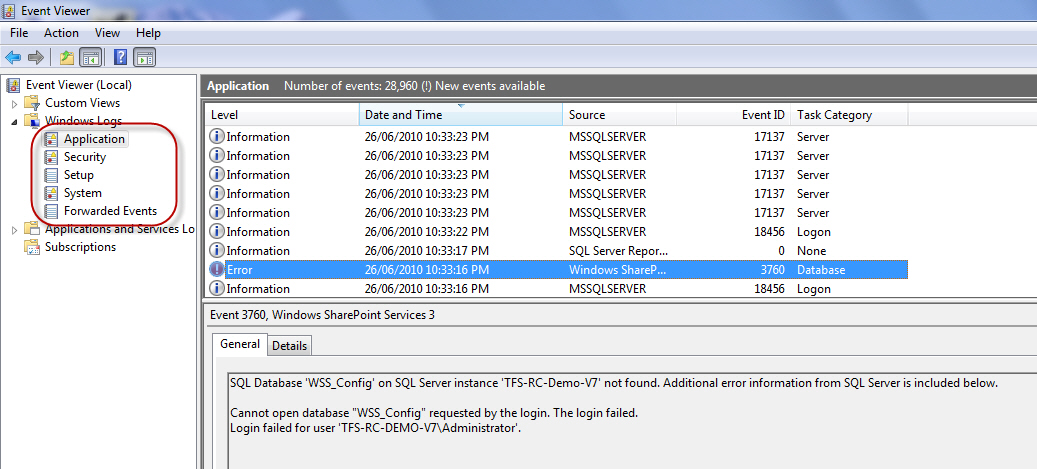 Event Viewer
File Action View Help
Event Viewer (Local)
Custom Views
Windows Logs
Application
Security
Setup
System
Forwarded Events
Applications and Services Lo
Subscriptions
Application Number of events: 28,960 (!) New events available
Level Date and Time Source Event ID Task Category
Information 26/06/2010 10:33:23 PM MSSQLSERVER 17137 Server
Information 26/06/2010 10:33:23 PM MSSQLSERVER 17137 Server
Information 26/06/2010 10:33:23 PM MSSQLSERVER 17137 Server
Information 26/06/2010 10:33:23 PM MSSQLSERVER 17137 Server
Information 26/06/2010 10:33:23 PM MSSQLSERVER 17137 Server
Information 26/06/2010 10:33:22 PM MSSQLSERVER 18456 Logon
Information 26/06/2010 10:33:17 PM SQL Server Repor... 0 None
Error 26/06/2010 10:33:16 PM Windows ShareP... 3760 Database
Information 26/06/2010 10:33:16 PM MSSQLSERVER 18456 Logon
Event 3760, Windows SharePoint Services 3
General Details
SQL Database 'WSS_Config' on SQL Server instance 'TFS-RC-Demo-V7' not found. Additional error information from SQL Server is included below.
Cannot open database "WSS_Config" requested by the login. The login failed.
Login failed for user 'TFS-RC-DEMO-V7\Administrator'.